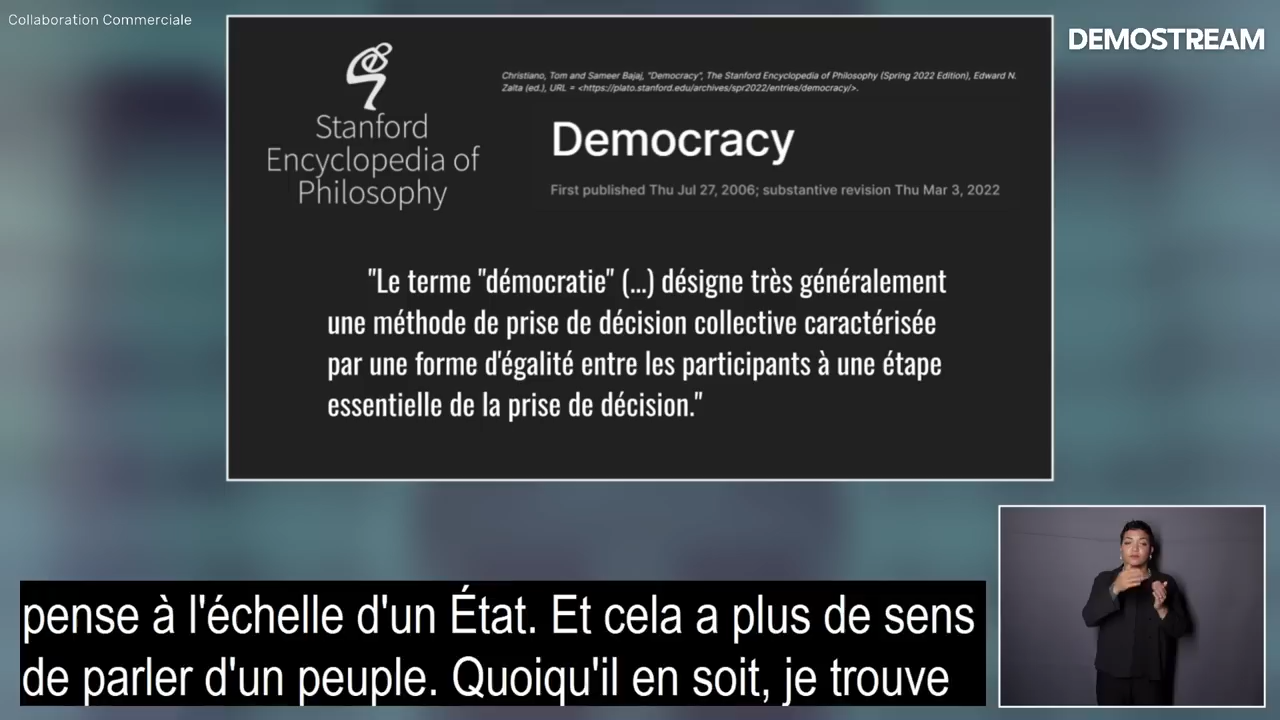 Collaboration Commerciale
DEMOSTREAM
Stanford
Encyclopedia of
Philosophy
Christiano, Tom and Sameer Bajaj, "Democracy", The Stanford Encyclopedia of Philosophy (Spring 2022 Edition), Edward N.
Zalta (ed.), URL = <https://plato.stanford.edu/archives/spr2022/entries/democracy/>.
Democracy
First published Thu Jul 27, 2006; substantive revision Thu Mar 3, 2022
"Le terme "démocratie" (...) désigne très généralement
une méthode de prise de décision collective caractérisée
par une forme d'égalité entre les participants à une étape
essentielle de la prise de décision."
pense à l'échelle d'un État. Et cela a plus de sens
de parler d'un peuple. Quoiqu'il en soit, je trouve